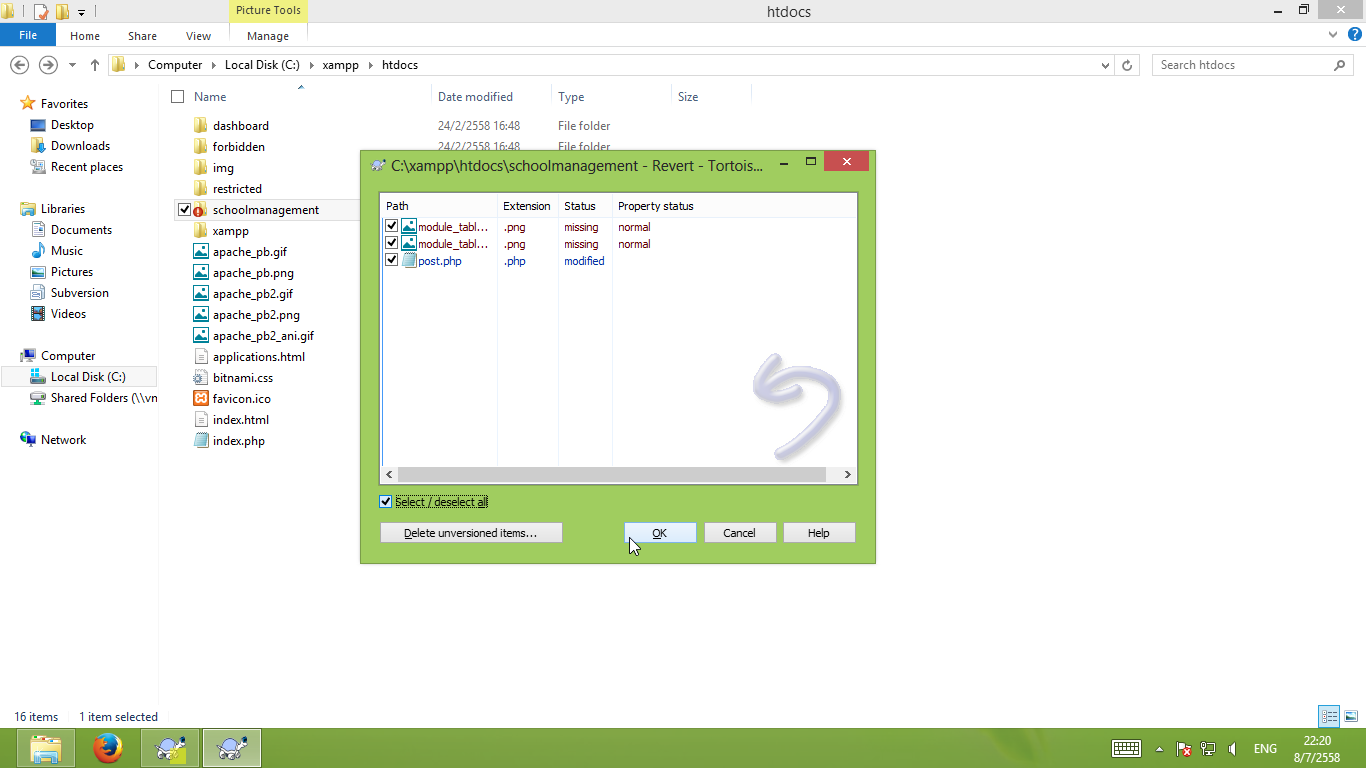 Picture Tools
htdocs
File
Home
Share
View
Manage
Computer
Local Disk (C:)
xampp
htdocs
Search htdocs
Name
Date modified
Type
Size
Favorites
Desktop
Downloads
Recent places
Libraries
Documents
Music
Pictures
Subversion
Videos
Computer
Local Disk (C:)
Shared Folders (\\vn
Network
dashboard
24/2/2558 16:48
File folder
forbidden
24/2/2558 16:48
File folder
img
restricted
schoolmanagement
xampp
apache_pb.gif
apache_pb.png
apache_pb2.gif
apache_pb2.png
apache_pb2_ani.gif
applications.html
bitnami.css
favicon.ico
index.html
index.php
C:\xampp\htdocs\schoolmanagement - Revert - Tortois...
Path
Extension
Status
Property status
module_tabl...
.png
missing
normal
module_tabl...
.png
missing
normal
post.php
.php
modified
Select / deselect all
Delete unversioned items...
OK
Cancel
Help
16 items
1 item selected
ENG
22:20
8/7/2558